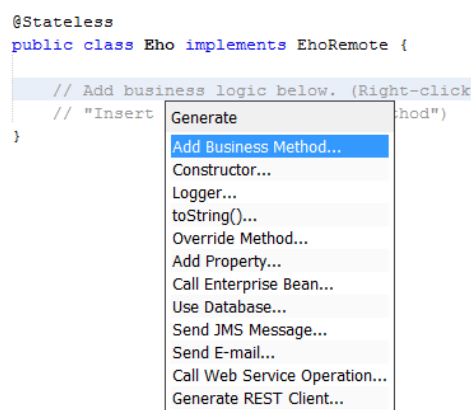 @Stateless
public class Eho implements EhoRemote {
// Add business logic below. (Right-click
// "Insert hod")
}
Generate
Add Business Method...
Constructor...
Logger...
toString()...
Override Method...
Add Property...
Call Enterprise Bean...
Use Database...
Send JMS Message...
Send E-mail...
Call Web Service Operation...
Generate REST Client...